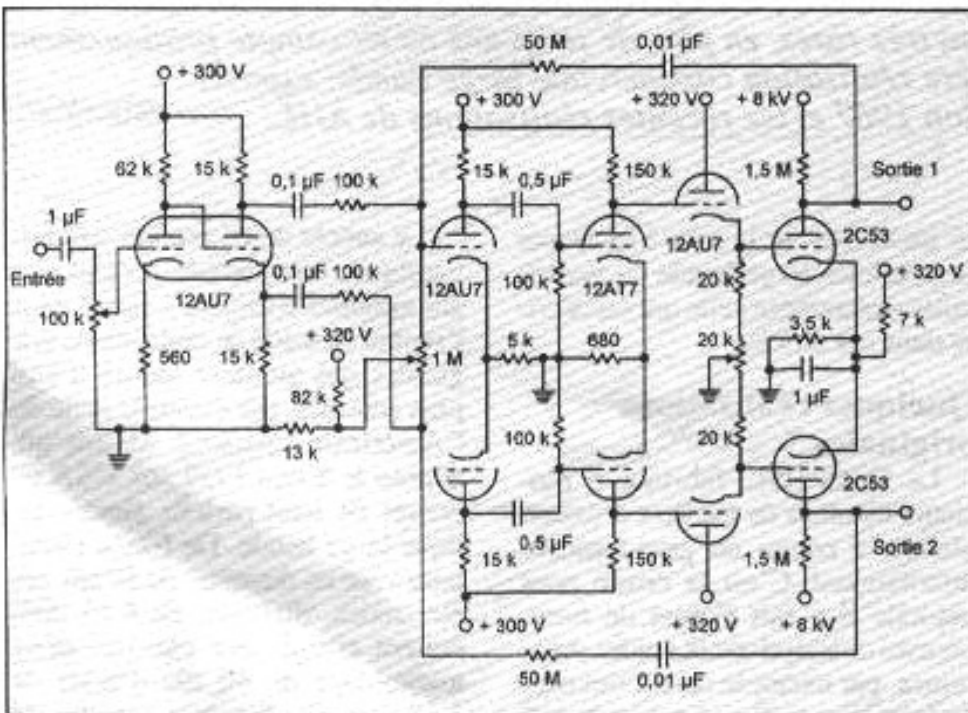 50 M
0,01 µF
+ 300 V
+ 300 V
+ 320 V
+ 8 kV
62 k
15 k
15 k
150 k
1,5 M
0,1 µF
100 k
0,5 µF
Sortie 1
1 µF
2C53
Entrée
12AU7
0,1 µF
100 k
12AU7
100 k
12AT7
12AU7
20 k
+ 320 V
100 k
560
15 k
+ 320 V
1 M
5 k
680
20 k
3,5 k
7 k
82 k
1 µF
13 k
100 k
20 k
2C53
0,5 µF
15 k
150 k
1,5 M
Sortie 2
+ 300 V
+ 320 V
+ 8 kV
50 M
0,01 µF